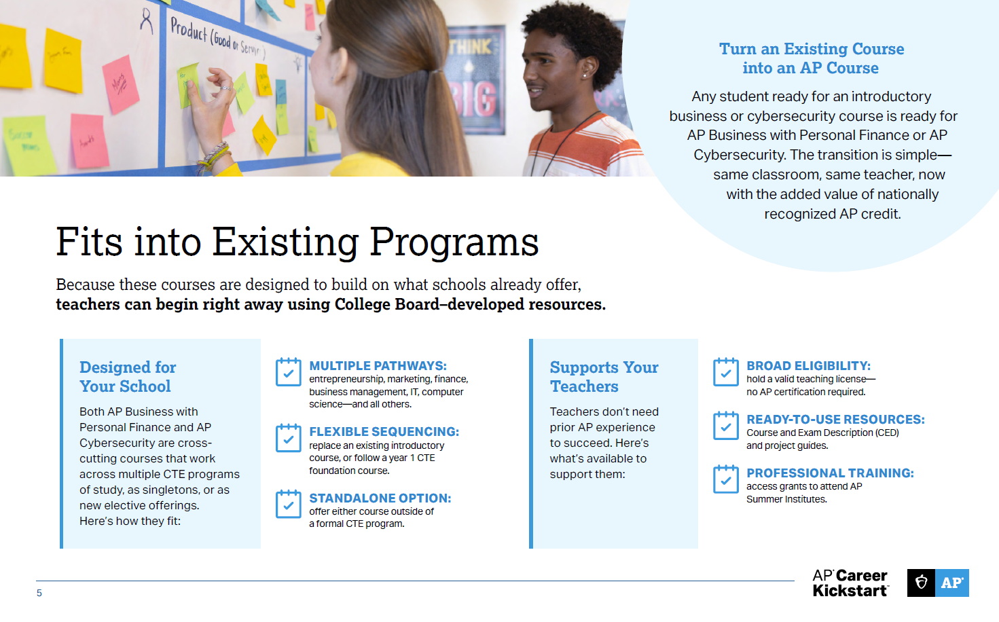 Product (Good or Servic )
THINK
BIG
Turn an Existing Course
into an AP Course
Any student ready for an introductory
business or cybersecurity course is ready for
AP Business with Personal Finance or AP
Cybersecurity. The transition is simple—
same classroom, same teacher, now
with the added value of nationally
recognized AP credit.
Fits into Existing Programs
Because these courses are designed to build on what schools already offer,
teachers can begin right away using College Board–developed resources.
Designed for
Your School
Both AP Business with
Personal Finance and AP
Cybersecurity are cross-
cutting courses that work
across multiple CTE programs
of study, as singletons, or as
new elective offerings.
Here's how they fit:
MULTIPLE PATHWAYS:
entrepreneurship, marketing, finance,
business management, IT, computer
science—and all others.
FLEXIBLE SEQUENCING:
replace an existing introductory
course, or follow a year 1 CTE
foundation course.
STANDALONE OPTION:
offer either course outside of
a formal CTE program.
Supports Your
Teachers
Teachers don't need
prior AP experience
to succeed. Here's
what's available to
support them:
BROAD ELIGIBILITY:
hold a valid teaching license—
no AP certification required.
READY-TO-USE RESOURCES:
Course and Exam Description (CED)
and project guides.
PROFESSIONAL TRAINING:
access grants to attend AP
Summer Institutes.
5
AP® Career
Kickstart™
AP®